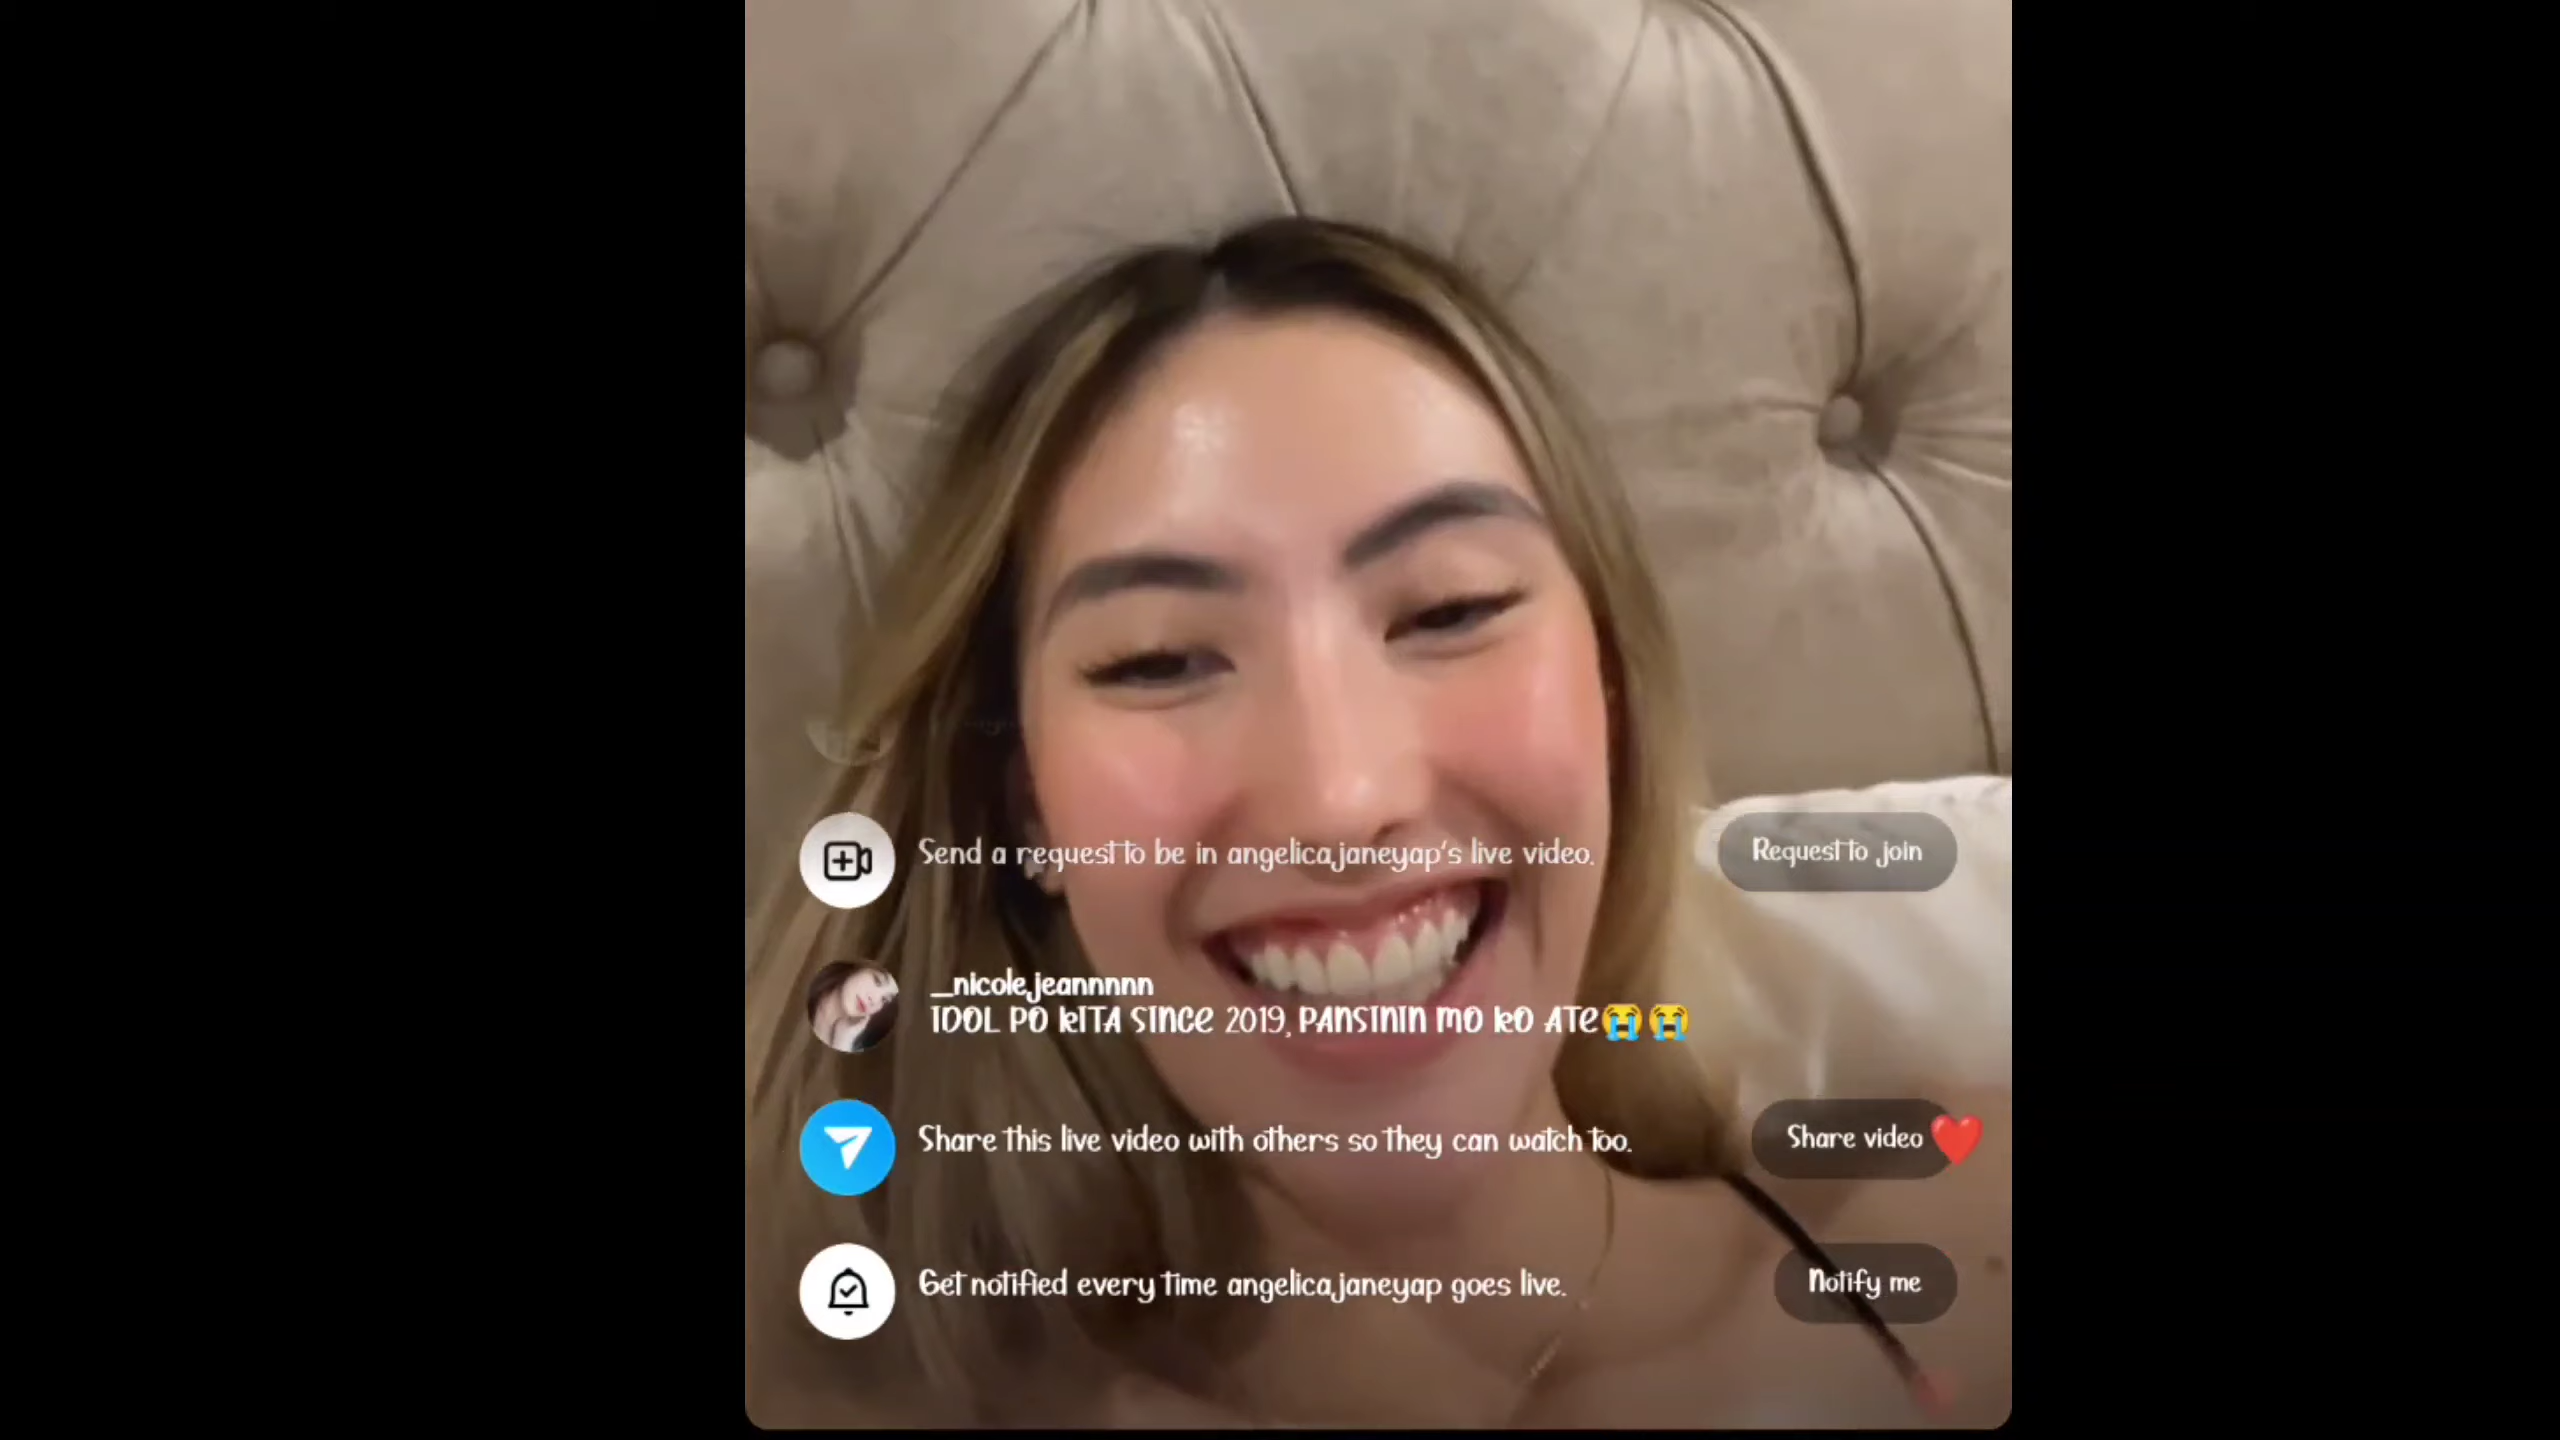 Send a request to be in angelicajaneyap's live video.
Request to join
__nicolejeannnnn
IDOL PO KITA SINCE 2019, PANSININ MO KO ATE😭😭
Share this live video with others so they can watch too.
Share video
Get notified every time angelicajaneyap goes live.
Notify me